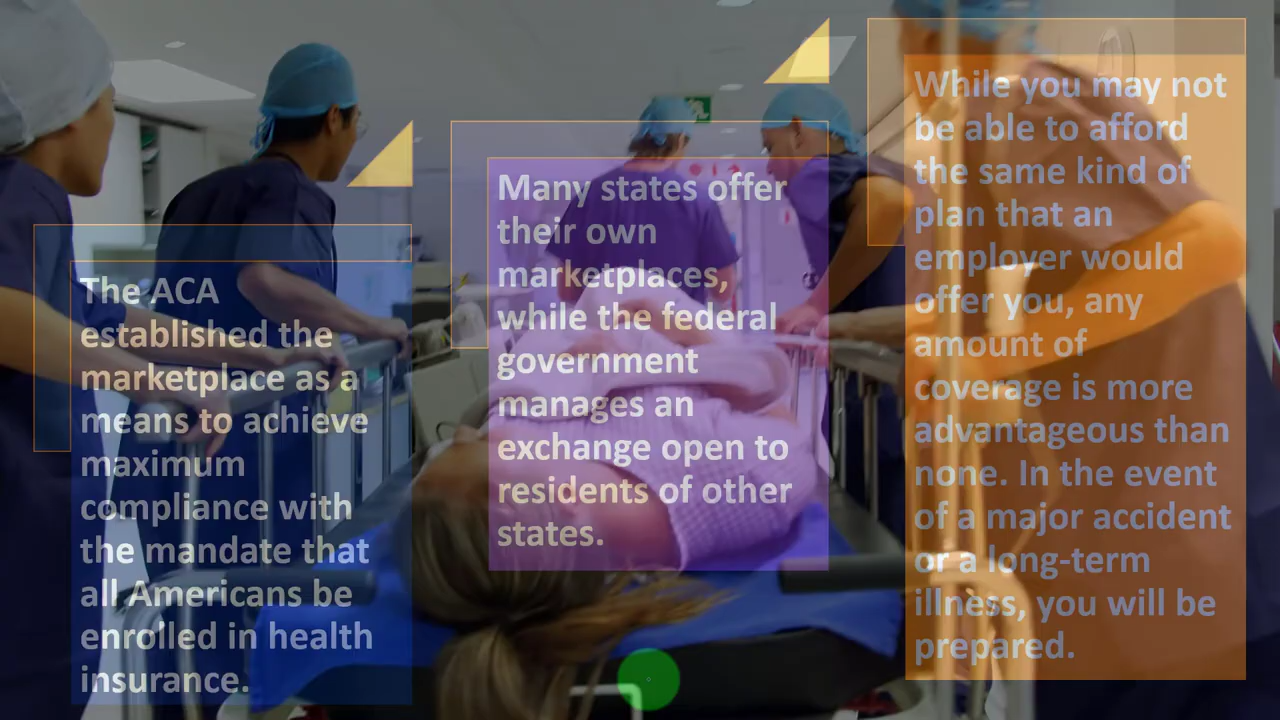 The ACA
established the
marketplace as a
means to achieve
maximum
compliance with
the mandate that
all Americans be
enrolled in health
insurance.
Many states offer
their own
marketplaces,
while the federal
government
manages an
exchange open to
residents of other
states.
While you may not
be able to afford
the same kind of
plan that an
employer would
offer you, any
amount of
coverage is more
advantageous than
none. In the event
of a major accident
or a long-term
illness, you will be
prepared.